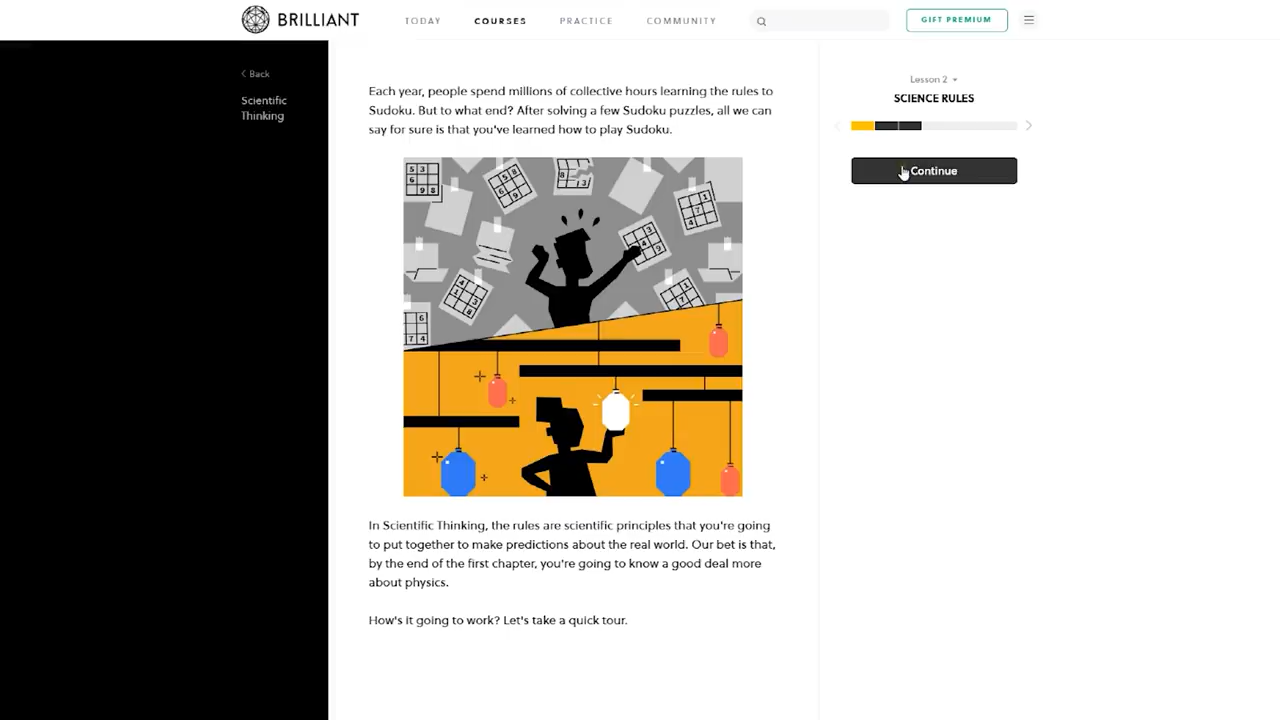 BRILLIANT
TODAY
COURSES
PRACTICE
COMMUNITY
GIFT PREMIUM
Back
Scientific
Thinking
Each year, people spend millions of collective hours learning the rules to
Sudoku. But to what end? After solving a few Sudoku puzzles, all we can
say for sure is that you've learned how to play Sudoku.
In Scientific Thinking, the rules are scientific principles that you're going
to put together to make predictions about the real world. Our bet is that,
by the end of the first chapter, you're going to know a good deal more
about physics.
How's it going to work? Let's take a quick tour.
Lesson 2
SCIENCE RULES
Continue